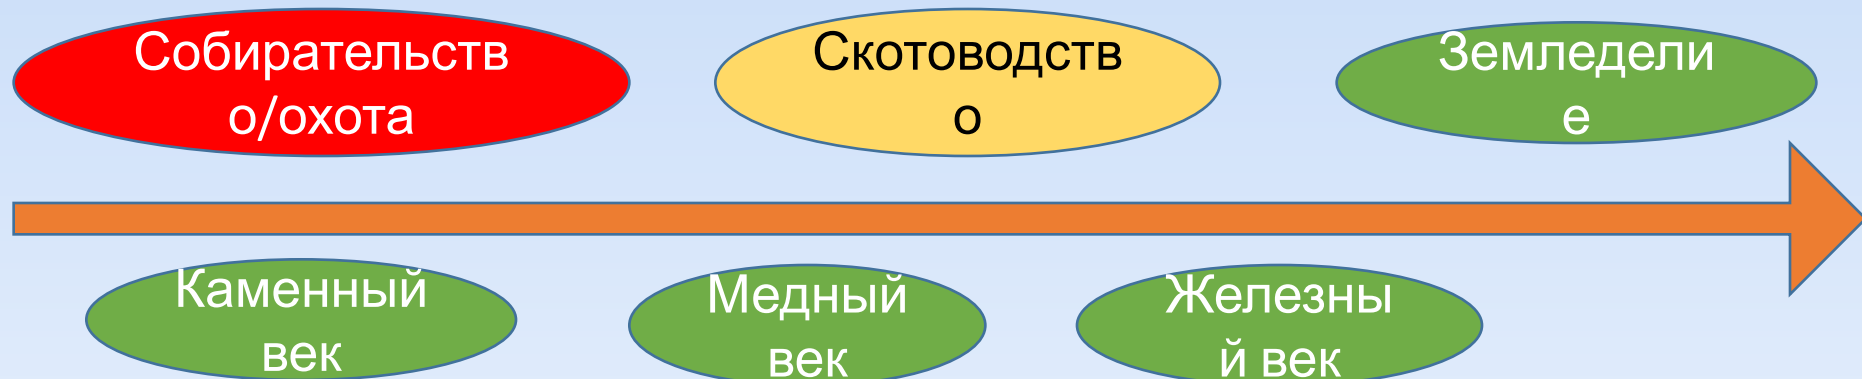 Собирательств
о/охота
Скотоводств
о
Земледели
е
Каменный
век
Медный
век
Железны
й век